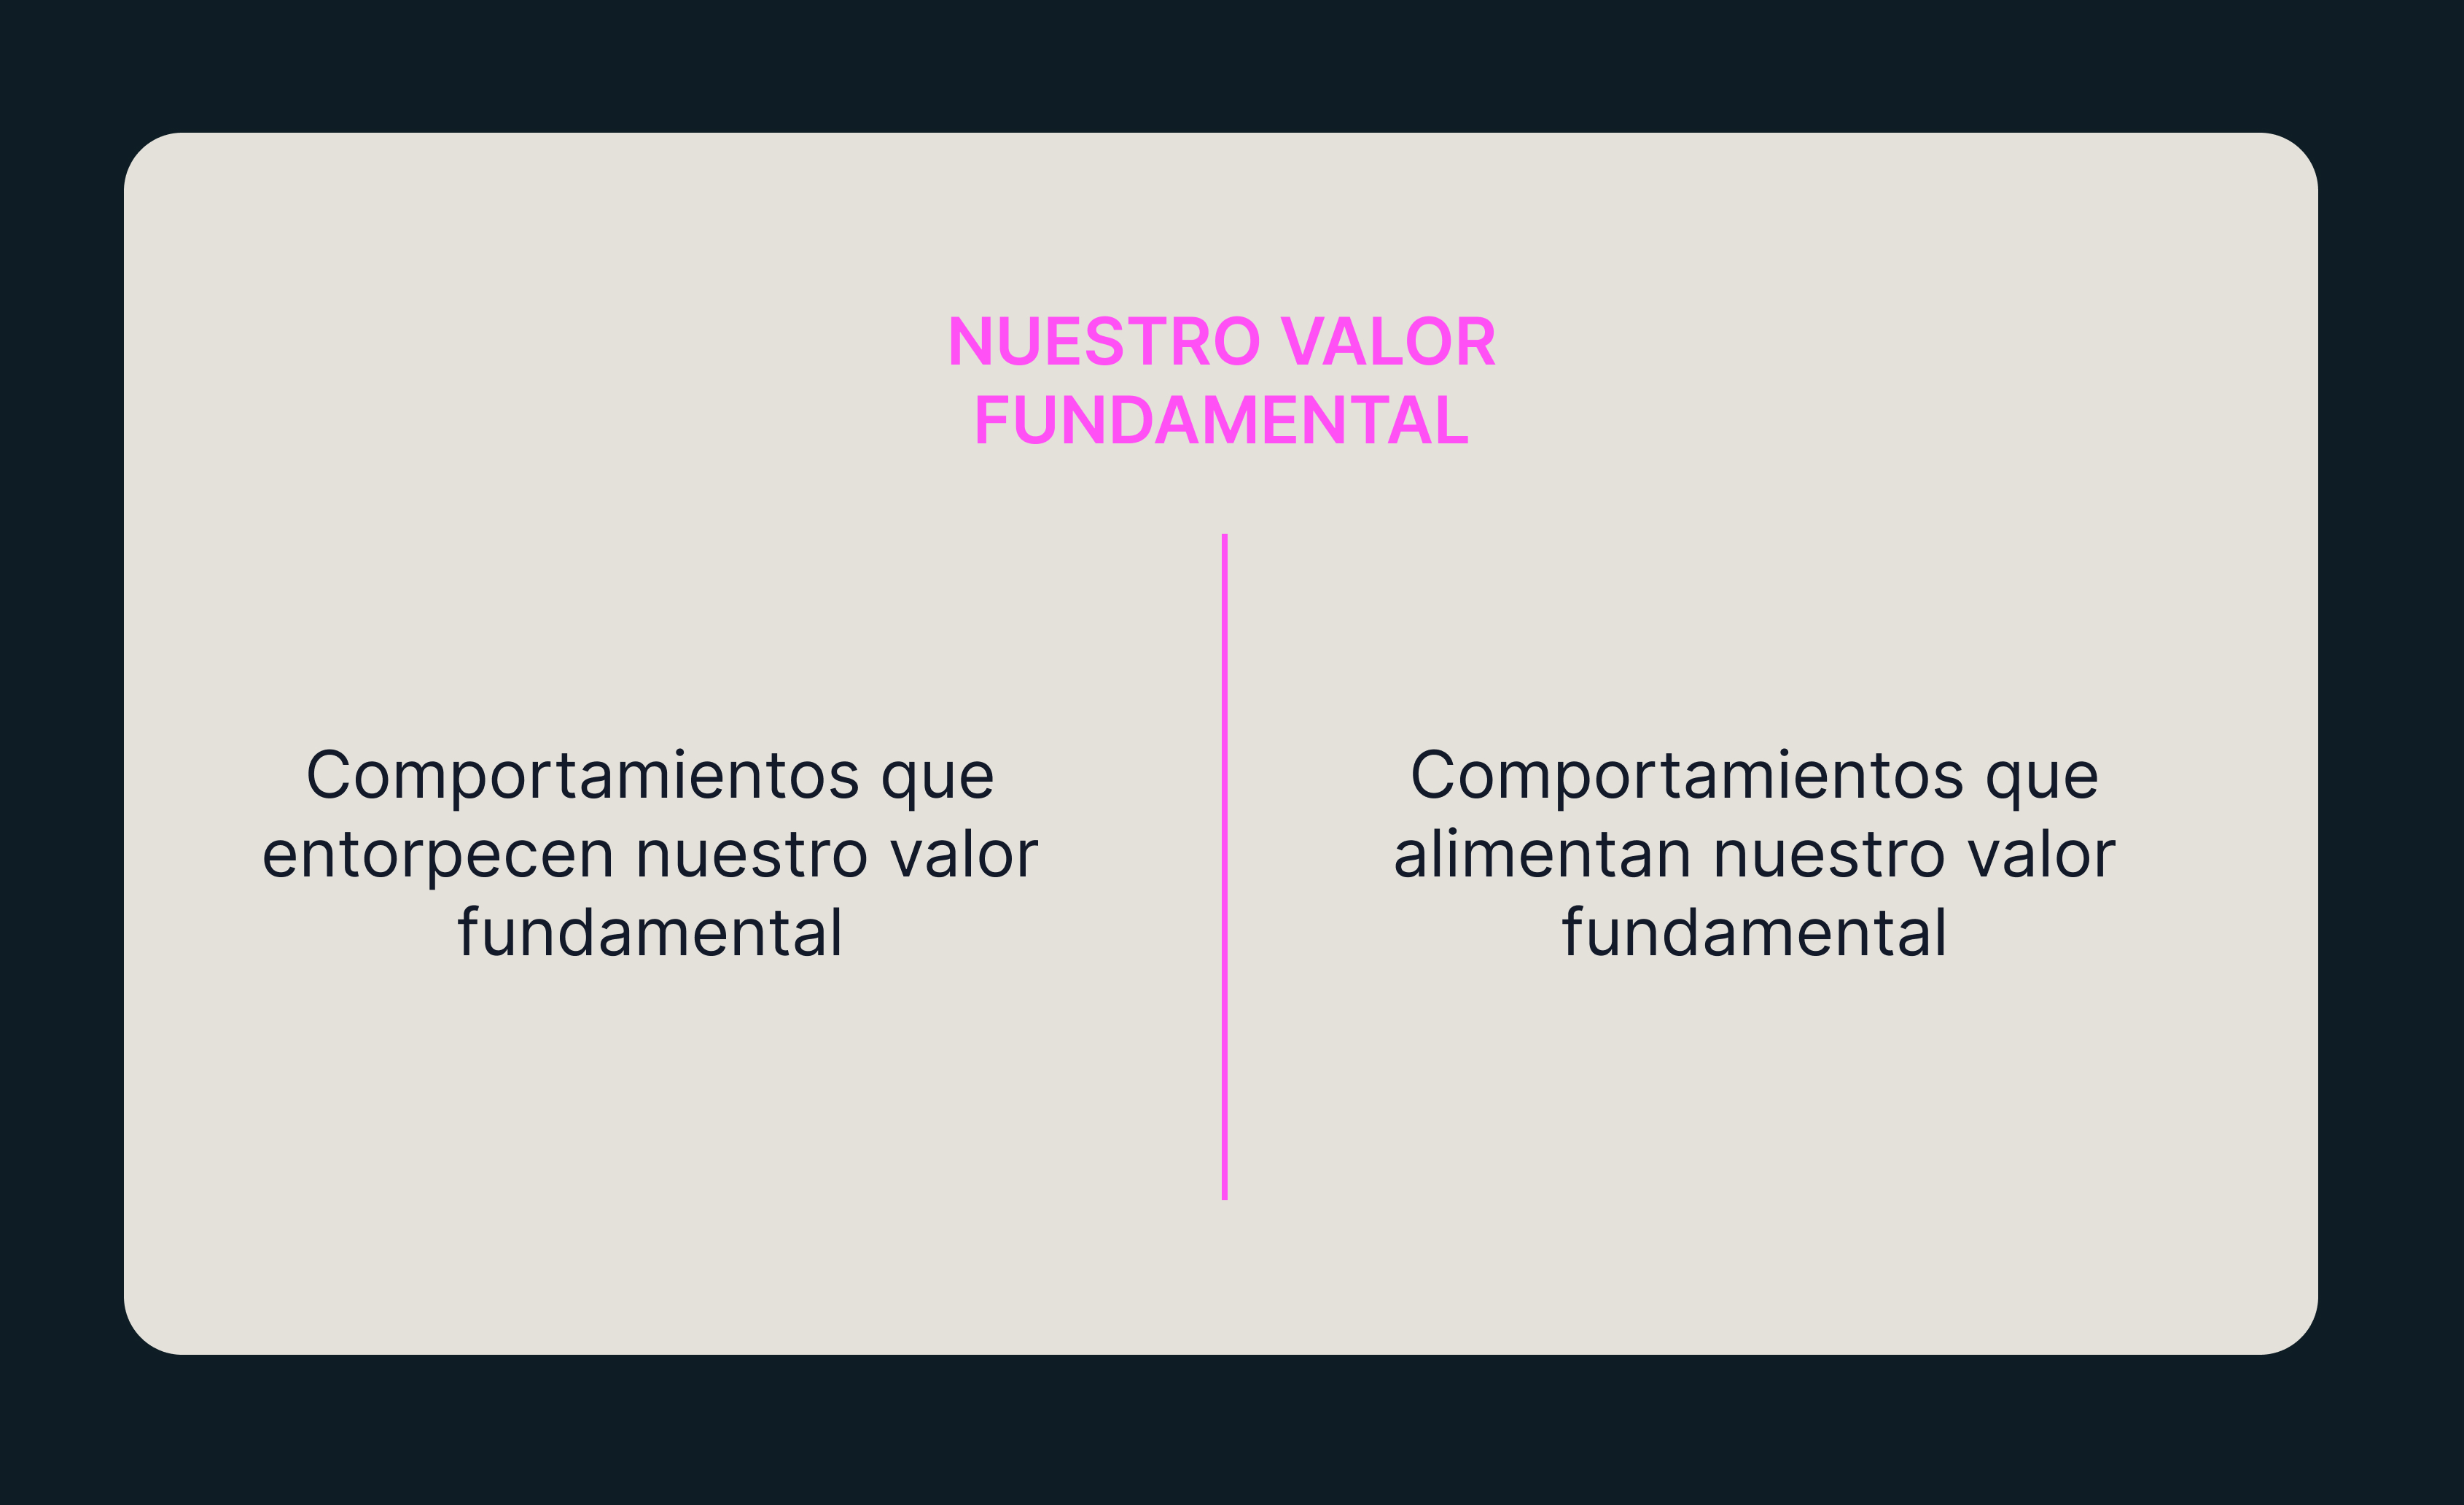 NUESTRO VALOR
FUNDAMENTAL
Comportamientos que
entorpecen nuestro valor
fundamental
Comportamientos que
alimentan nuestro valor
fundamental